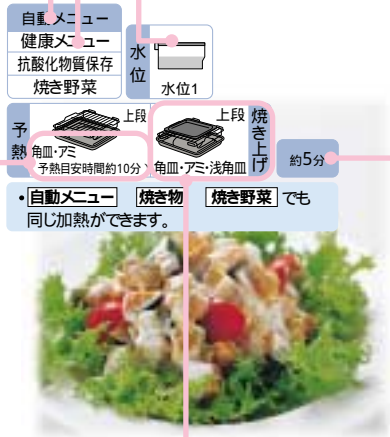 自動メニュー
健康メニュー
抗酸化物質保存
焼き野菜
水位
水位1
予熱
上段
角皿・アミ
予熱目安時間約10分
上段
角皿・アミ・浅角皿
焼き上げ
約5分
・自動メニュー 焼き物 焼き野菜 でも
同じ加熱ができます。